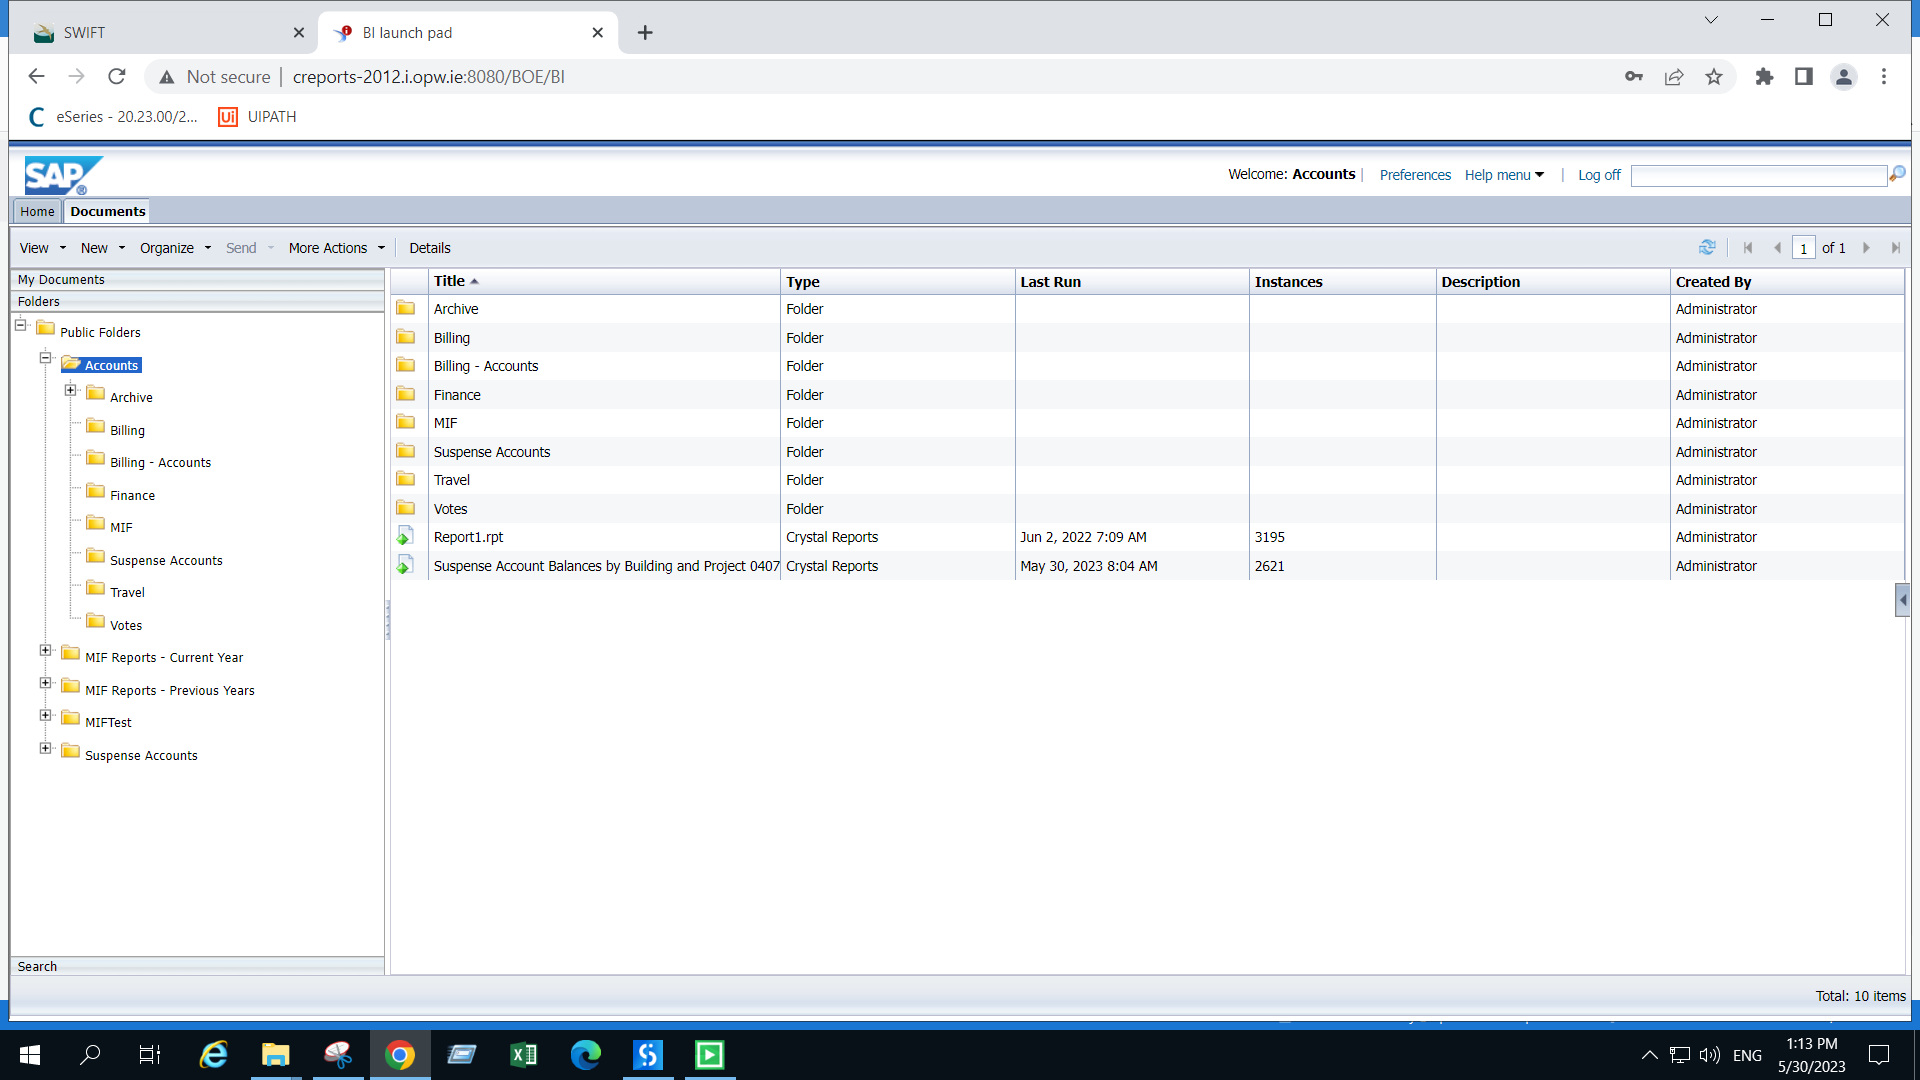 SWIFT
BI launch pad
Not secure
creports-2012.i.opw.ie:8080/BOE/BI
eSeries - 20.23.00/2...
Ui
UIPATH
SAP®
Welcome: Accounts
Preferences
Help menu
Log off
Home
Documents
View
New
Organize
Send
More Actions
Details
1 of 1
My Documents
Folders
Public Folders
Accounts
Archive
Billing
Billing - Accounts
Finance
MIF
Suspense Accounts
Travel
Votes
MIF Reports - Current Year
MIF Reports - Previous Years
MIFTest
Suspense Accounts
Search
Title Type Last Run Instances Description Created By
Archive Folder Administrator
Billing Folder Administrator
Billing - Accounts Folder Administrator
Finance Folder Administrator
MIF Folder Administrator
Suspense Accounts Folder Administrator
Travel Folder Administrator
Votes Folder Administrator
Report1.rpt Crystal Reports Jun 2, 2022 7:09 AM 3195 Administrator
Suspense Account Balances by Building and Project 0407 Crystal Reports May 30, 2023 8:04 AM 2621 Administrator
Total: 10 items
ENG
1:13 PM
5/30/2023